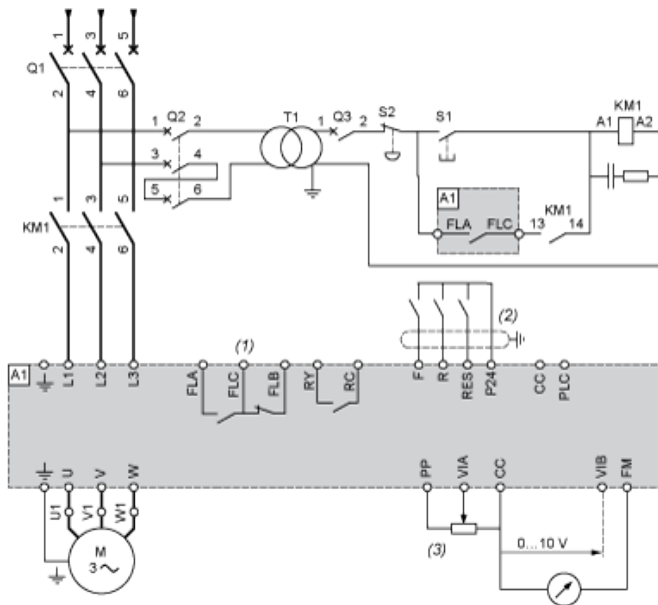 1 3 5
Q1
2 4 6
1 Q2 2
3 4
5 6
T1
1 Q3 2
S2
S1
KM1
A1 A2
A1
FLA FLC
KM1
13 14
1 3 5
KM1
2 4 6
(1)
(2)
A1
L1 L2 L3
FLA FLC FLB RY RC
F R RES P24 CC PLC
U V W
PP VIA CC VIB FM
U1 V1 W1
(3)
0...10 V
M
3